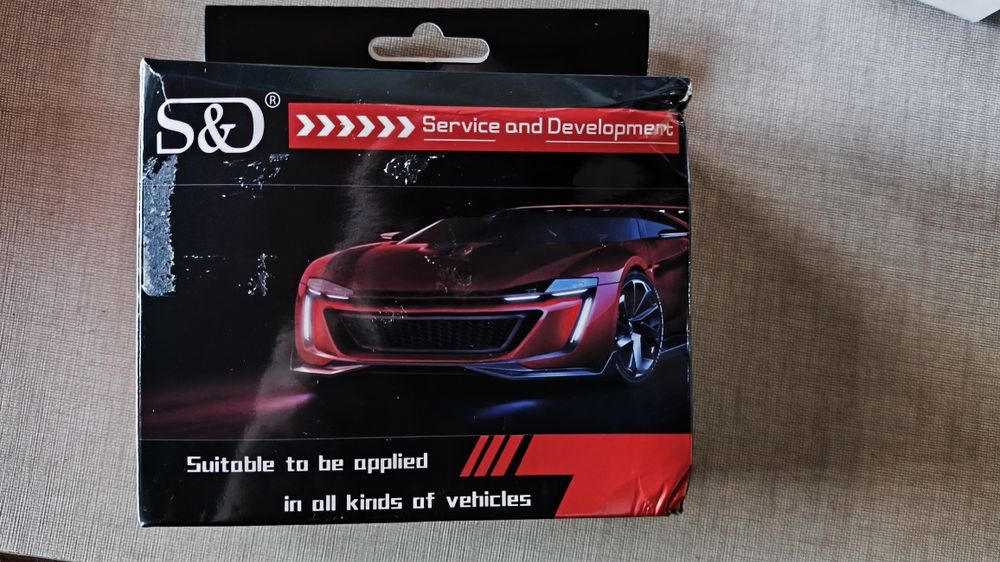 S&D®
Service and Development
Suitable to be applied
in all kinds of vehicles